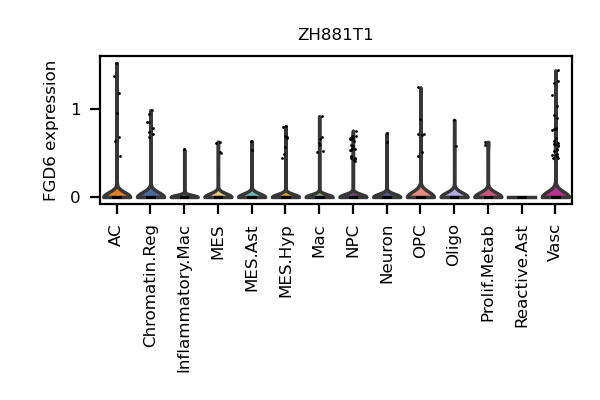 ZH881T1
FGD6 expression
1
0
AC
Chromatin.Reg
Inflammatory.Mac
MES
MES.Ast
MES.Hyp
Mac
NPC
Neuron
OPC
Oligo
Prolif.Metab
Reactive.Ast
Vasc